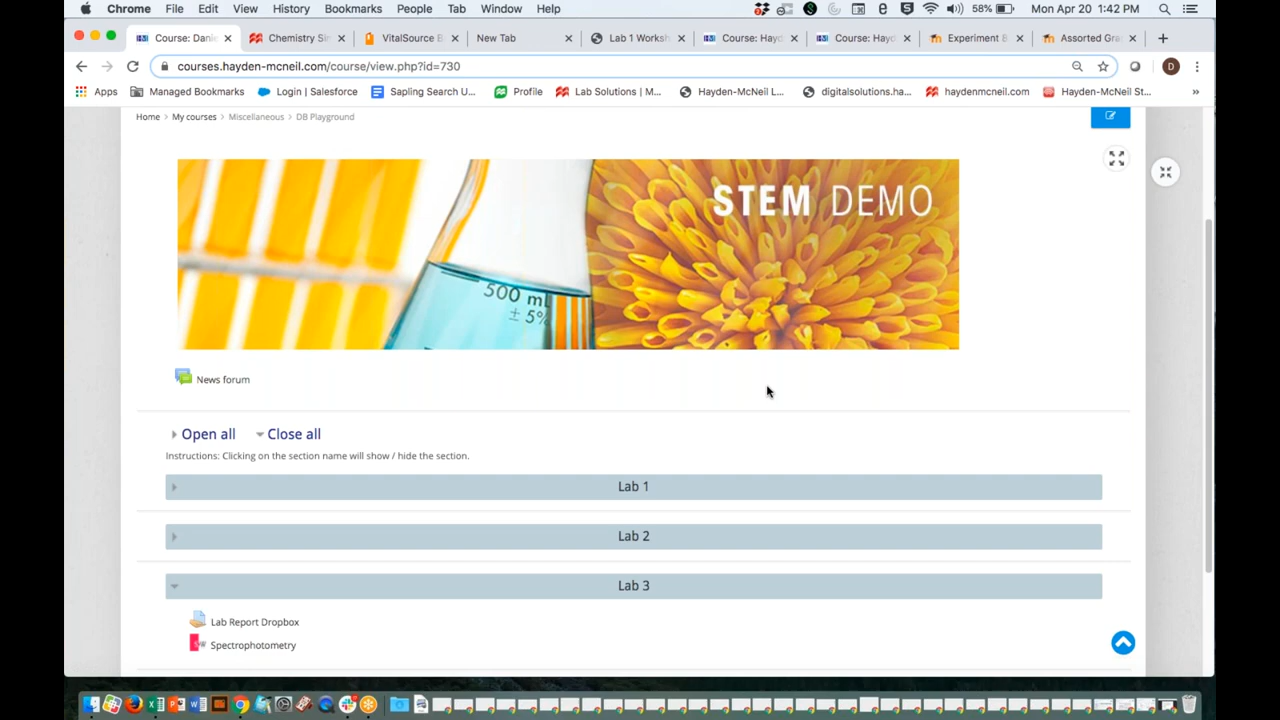 Chrome File Edit View History Bookmarks People Tab Window Help 58% Mon Apr 20 1:42 PM
Course: Danie Chemistry Sim VitalSource B New Tab Lab 1 Worksh Course: Hayd Course: Hayd Experiment B Assorted Gra
courses.hayden-mcneil.com/course/view.php?id=730 D
Apps Managed Bookmarks Login | Salesforce Sapling Search U... Profile Lab Solutions | M... Hayden-McNeil L... digitalsolutions.ha... haydenmcneil.com Hayden-McNeil St... »
Home > My courses > Miscellaneous > DB Playground
STEM DEMO
500 ml
± 5%
News forum
Open all Close all
Instructions: Clicking on the section name will show / hide the section.
Lab 1
Lab 2
Lab 3
Lab Report Dropbox
Spectrophotometry